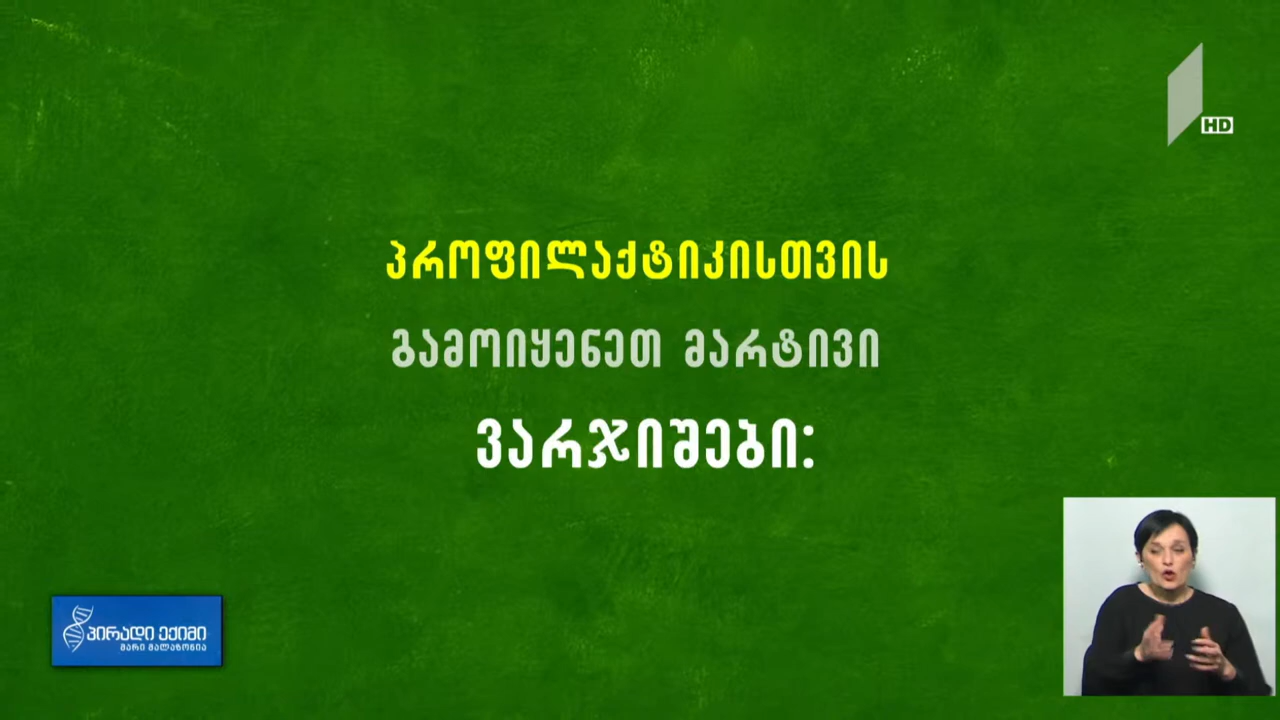 HD
პროფილაქტიკისთვის
გამოიყენეთ მარტივი
ვარჯიშები:
პირადი ექიმი
მარი მალაზონია